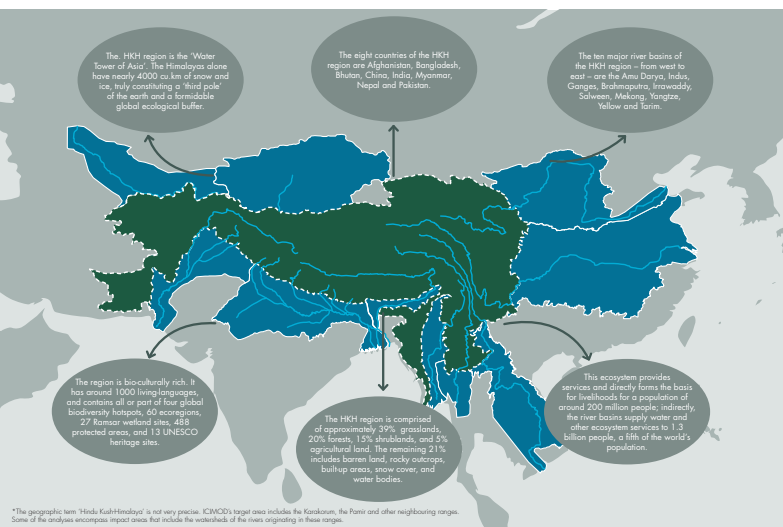 The. HKH region is the ‘Water
Tower of Asia’. The Himalayas alone
have nearly 4000 cu.km of snow and
ice, truly constituting a ‘third pole’
of the earth and a formidable
global ecological buffer.
The eight countries of the HKH
region are Afghanistan, Bangladesh,
Bhutan, China, India, Myanmar,
Nepal and Pakistan.
The ten major river basins of
the HKH region – from west to
east – are the Amu Darya, Indus,
Ganges, Brahmaputra, Irrawaddy,
Salween, Mekong, Yangtze,
Yellow and Tarim.
The region is bio-culturally rich. It
has around 1000 living-languages,
and contains all or part of four global
biodiversity hotspots, 60 ecoregions,
27 Ramsar wetland sites, 488
protected areas, and 13 UNESCO
heritage sites.
The HKH region is comprised
of approximately 39% grasslands,
20% forests, 15% shrublands, and 5%
agricultural land. The remaining 21%
includes barren land, rocky outcrops,
built-up areas, snow cover, and
water bodies.
This ecosystem provides
services and directly forms the basis
for livelihoods for a population of
around 200 million people; indirectly,
the river basins supply water and
other ecosystem services to 1.3
billion people, a fifth of the world’s
population.
*The geographic term ‘Hindu Kush-Himalaya’ is not very precise. ICIMOD’s target area includes the Karakorum, the Pamir and other neighbouring ranges.
Some of the analyses encompass impact areas that include the watersheds of the rivers originating in these ranges.